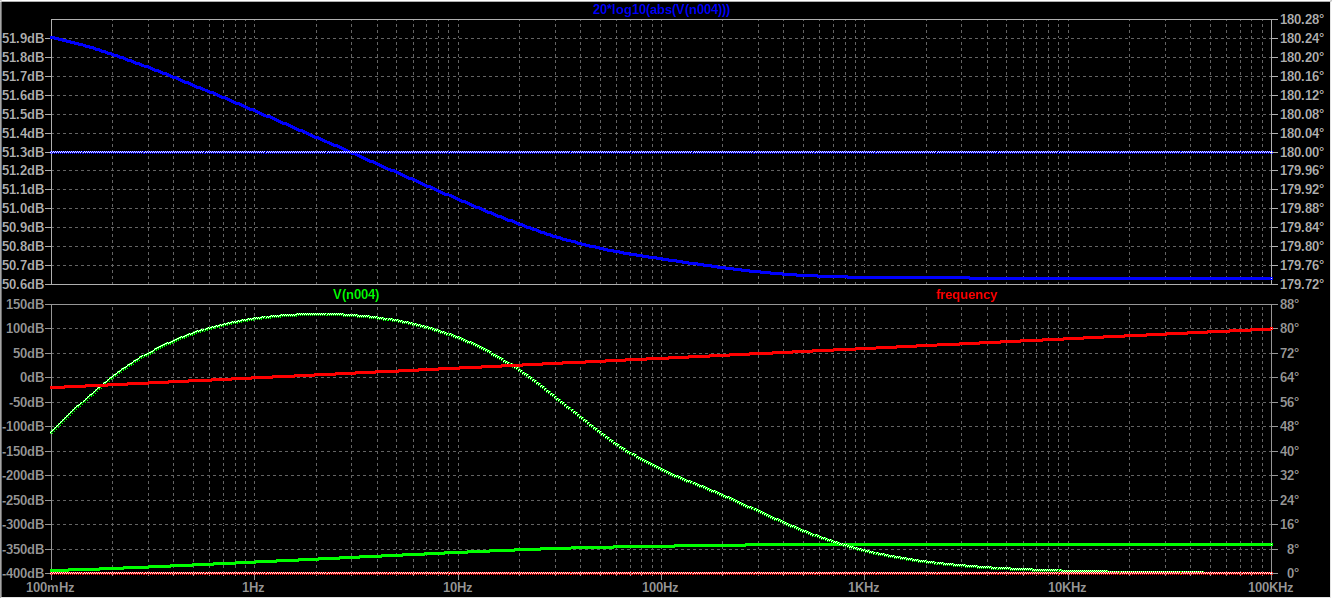 20*log10(abs(V(n004)))
51.9dB
51.8dB
51.7dB
51.6dB
51.5dB
51.4dB
51.3dB
51.2dB
51.1dB
51.0dB
50.9dB
50.8dB
50.7dB
50.6dB
180.28°
180.24°
180.20°
180.16°
180.12°
180.08°
180.04°
180.00°
179.96°
179.92°
179.88°
179.84°
179.80°
179.76°
179.72°
V(n004)
frequency
150dB
100dB
50dB
0dB
-50dB
-100dB
-150dB
-200dB
-250dB
-300dB
-350dB
-400dB
88°
80°
72°
64°
56°
48°
40°
32°
24°
16°
8°
0°
100mHz 1Hz 10Hz 100Hz 1KHz 10KHz 100KHz